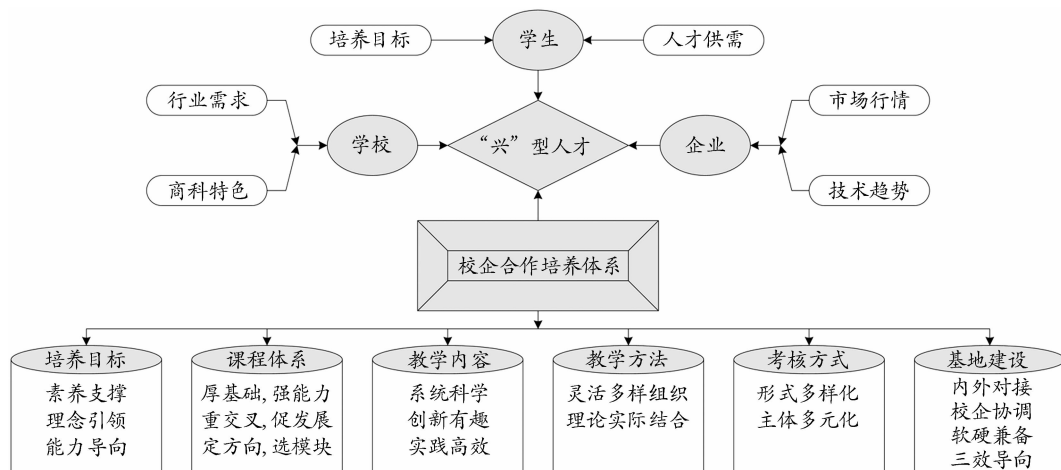 培养目标
学生
人才供需
行业需求
市场行情
学校
“兴”型人才
企业
商科特色
技术趋势
校企合作培养体系
培养目标
素养支撑
理念引领
能力导向
课程体系
厚基础,强能力
重交叉,促发展
定方向,选模块
教学内容
系统科学
创新有趣
实践高效
教学方法
灵活多样组织
理论实际结合
考核方式
形式多样化
主体多元化
基地建设
内外对接
校企协调
软硬兼备
三效导向